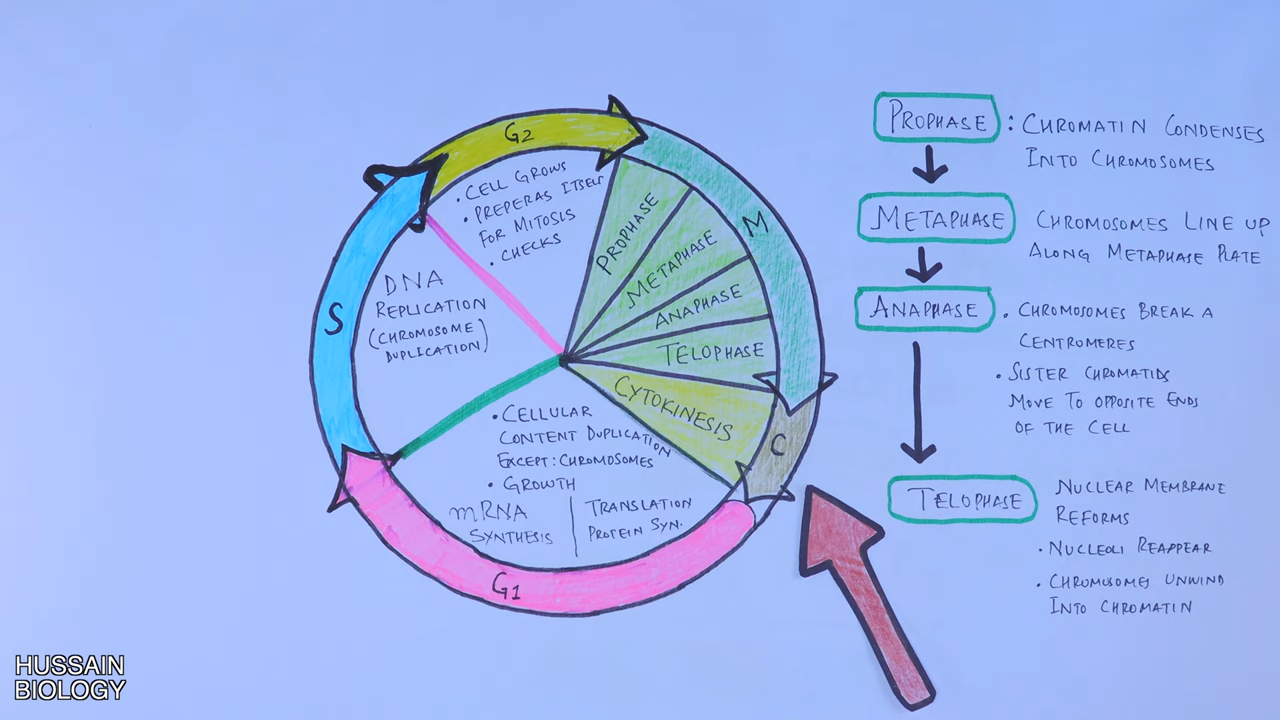 G2
• CELL GROWS
• PREPERAS ITSELF
FOR MITOSIS
• CHECKS
M
PROPHASE
METAPHASE
ANAPHASE
TELOPHASE
CYTOKINESIS
C
S
DNA
REPLICATION
(CHROMOSOME)
DUPLICATION)
• CELLULAR
CONTENT DUPLICATION
EXCEPT: CHROMOSOMES
• GROWTH
mRNA
SYNTHESIS
TRANSLATION
PROTEIN SYN.
G1
PROPHASE : CHROMATIN CONDENSES
INTO CHROMOSOMES
METAPHASE CHROMOSOMES LINE UP
ALONG METAPHASE PLATE
ANAPHASE • CHROMOSOMES BREAK A
CENTROMERES
• SISTER CHROMATIDS
MOVE TO OPPOSITE ENDS
OF THE CELL
TELOPHASE NUCLEAR MEMBRANE
REFORMS
• NUCLEOLI REAPPEAR
• CHROMOSOMES UNWIND
INTO CHROMATIN
HUSSAIN
BIOLOGY